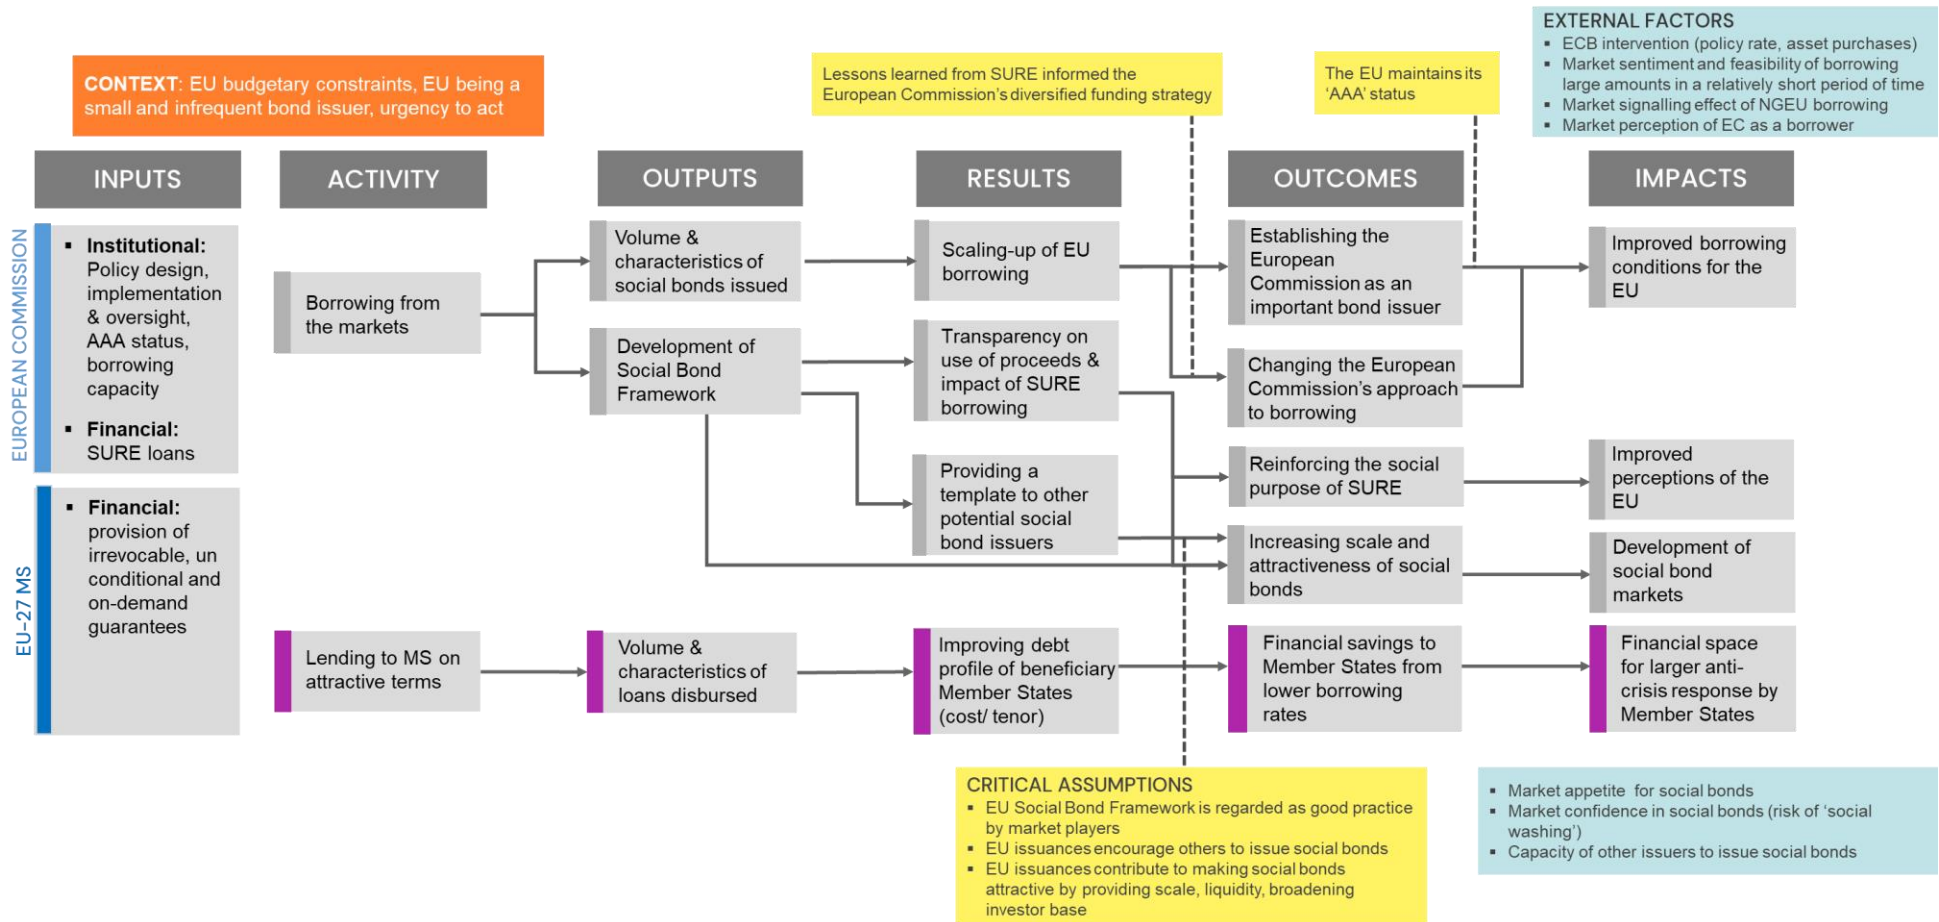 CONTEXT: EU budgetary constraints, EU being a
small and infrequent bond issuer, urgency to act
Lessons learned from SURE informed the
European Commission's diversified funding strategy
The EU maintains its
'AAA' status
EXTERNAL FACTORS
▪ ECB intervention (policy rate, asset purchases)
▪ Market sentiment and feasibility of borrowing
large amounts in a relatively short period of time
▪ Market signalling effect of NGEU borrowing
▪ Market perception of EC as a borrower
INPUTS
ACTIVITY
OUTPUTS
RESULTS
OUTCOMES
IMPACTS
EUROPEAN COMMISSION
▪ Institutional:
Policy design,
implementation
& oversight,
AAA status,
borrowing
capacity
▪ Financial:
SURE loans
EU-27 MS
▪ Financial:
provision of
irrevocable, un
conditional and
on-demand
guarantees
Borrowing from
the markets
Lending to MS on
attractive terms
Volume &
characteristics of
social bonds issued
Development of
Social Bond
Framework
Volume &
characteristics of
loans disbursed
Scaling-up of EU
borrowing
Transparency on
use of proceeds &
impact of SURE
borrowing
Providing a
template to other
potential social
bond issuers
Improving debt
profile of beneficiary
Member States
(cost/ tenor)
Establishing the
European
Commission as an
important bond issuer
Changing the European
Commission's approach
to borrowing
Reinforcing the social
purpose of SURE
Increasing scale and
attractiveness of social
bonds
Financial savings to
Member States from
lower borrowing
rates
Improved borrowing
conditions for the
EU
Improved
perceptions of the
EU
Development of
social bond
markets
Financial space
for larger anti-
crisis response by
Member States
CRITICAL ASSUMPTIONS
▪ EU Social Bond Framework is regarded as good practice
by market players
▪ EU issuances encourage others to issue social bonds
▪ EU issuances contribute to making social bonds
attractive by providing scale, liquidity, broadening
investor base
▪ Market appetite for social bonds
▪ Market confidence in social bonds (risk of 'social
washing')
▪ Capacity of other issuers to issue social bonds